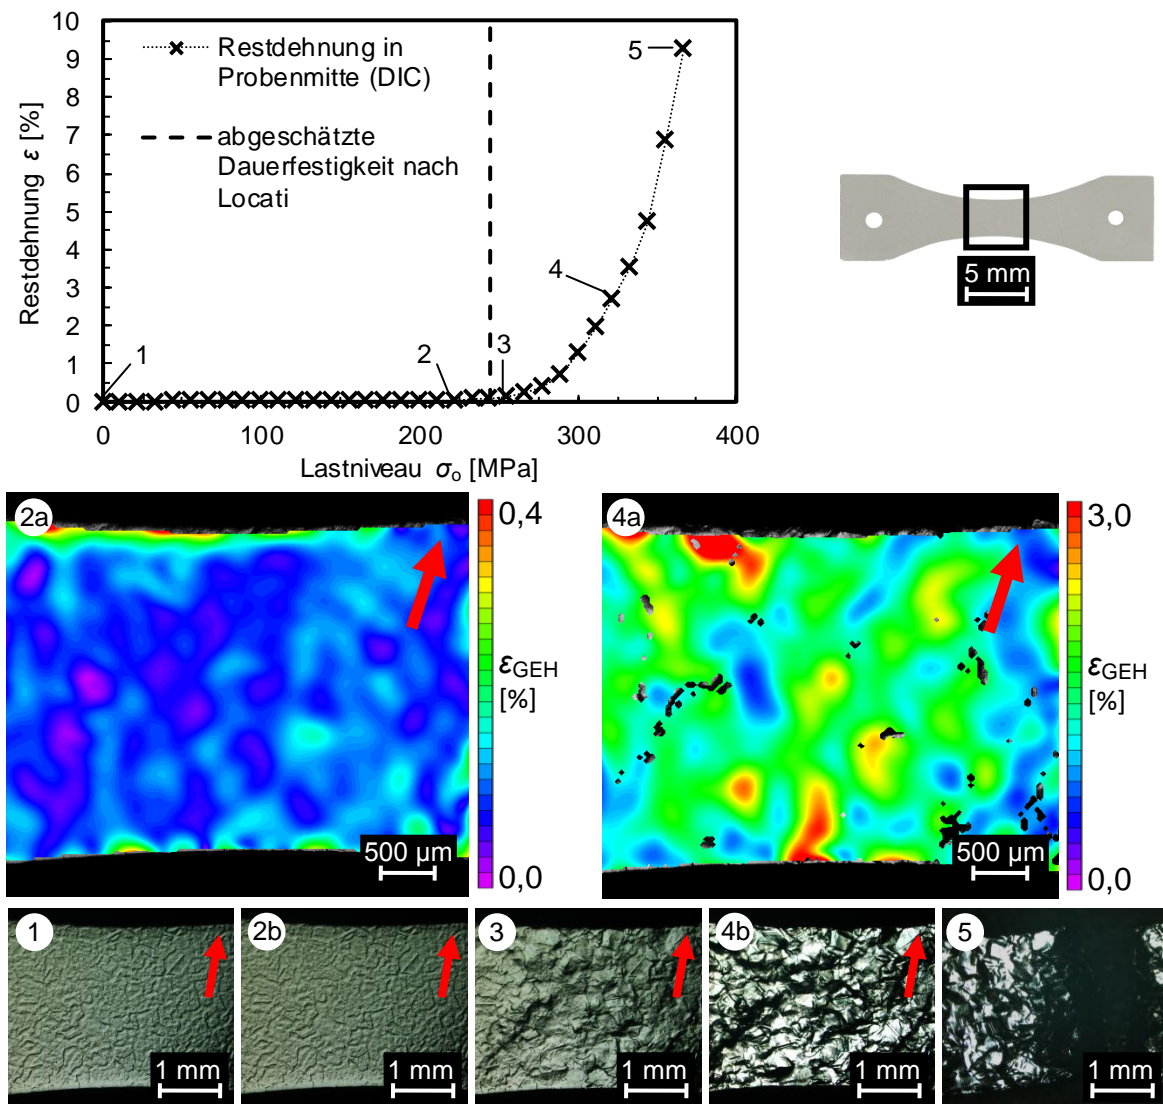 10
9
8
7
6
5
4
3
2
1
0
Restdehnung ε [%]
Restdehnung in
Probenmitte (DIC)
abgeschätzte
Dauerfestigkeit nach
Locati
1
2
3
4
5
0
100
200
300
400
Lastniveau σo [MPa]
5 mm
2a
0,4
εGEH
[%]
0,0
500 µm
4a
3,0
εGEH
[%]
0,0
500 µm
1
1 mm
2b
1 mm
3
1 mm
4b
1 mm
5
1 mm